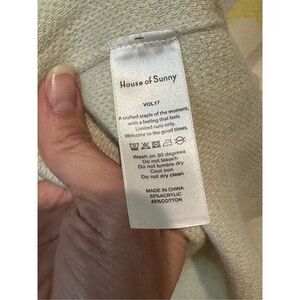 House of Sunny
VOL17
A crafted staple of the moment,
with a feeling that lasts.
Limited runs only.
Welcome to the good times.
Wash on 30 degrees
Do not bleach
Do not tumble dry
Cool iron
Do not dry clean
MADE IN CHINA
55%ACRYLIC
45%COTTON